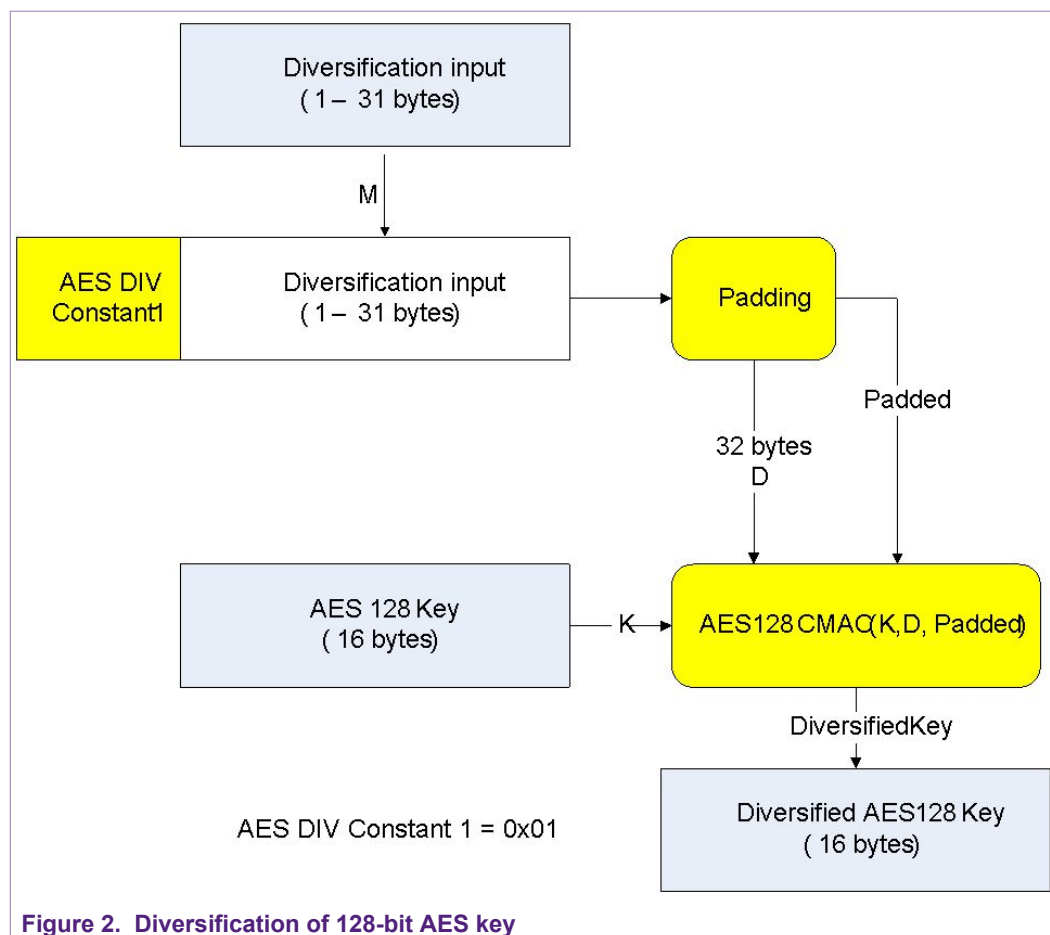 Diversification input
( 1 – 31 bytes)
M
AES DIV
Constant1
Diversification input
( 1 – 31 bytes)
Padding
Padded
32 bytes
D
AES 128 Key
( 16 bytes)
K
AES128 CMAC(K,D, Padded)
DiversifiedKey
AES DIV Constant 1 = 0x01
Diversified AES128 Key
( 16 bytes)
Figure 2. Diversification of 128-bit AES key